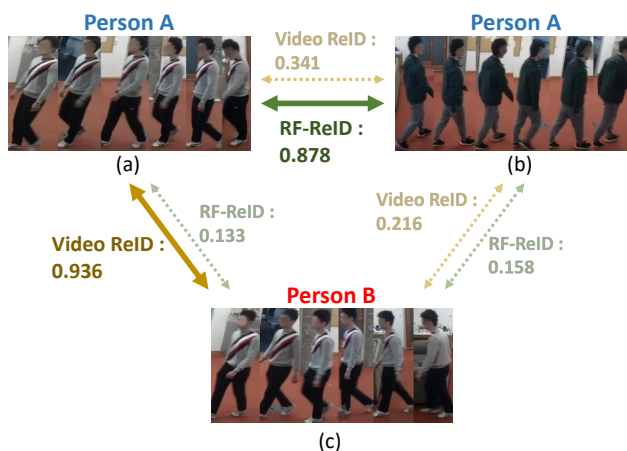 Person A
Person A
Video ReID :
0.341
RF-ReID :
0.878
(a)
(b)
RF-ReID :
0.133
Video ReID :
0.216
Video ReID :
0.936
RF-ReID :
0.158
Person B
(c)